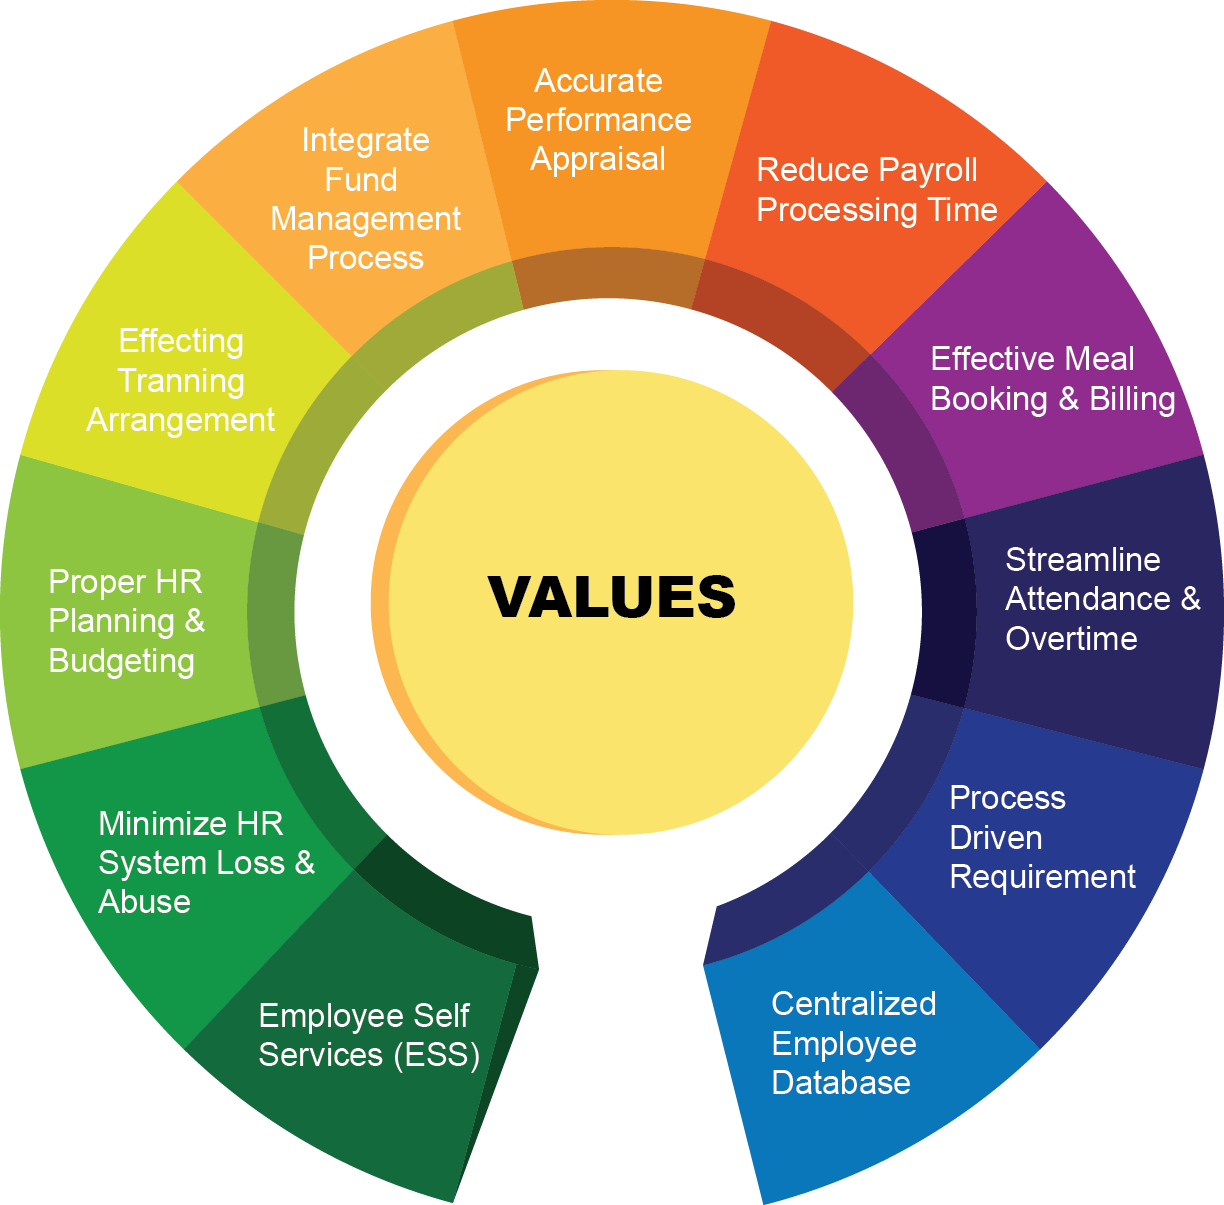 Accurate
Performance
Appraisal
Reduce Payroll
Processing Time
Effective Meal
Booking & Billing
Streamline
Attendance &
Overtime
Process
Driven
Requirement
Centralized
Employee
Database
Employee Self
Services (ESS)
Minimize HR
System Loss &
Abuse
Proper HR
Planning &
Budgeting
Effecting
Tranning
Arrangement
Integrate
Fund
Management
Process
VALUES